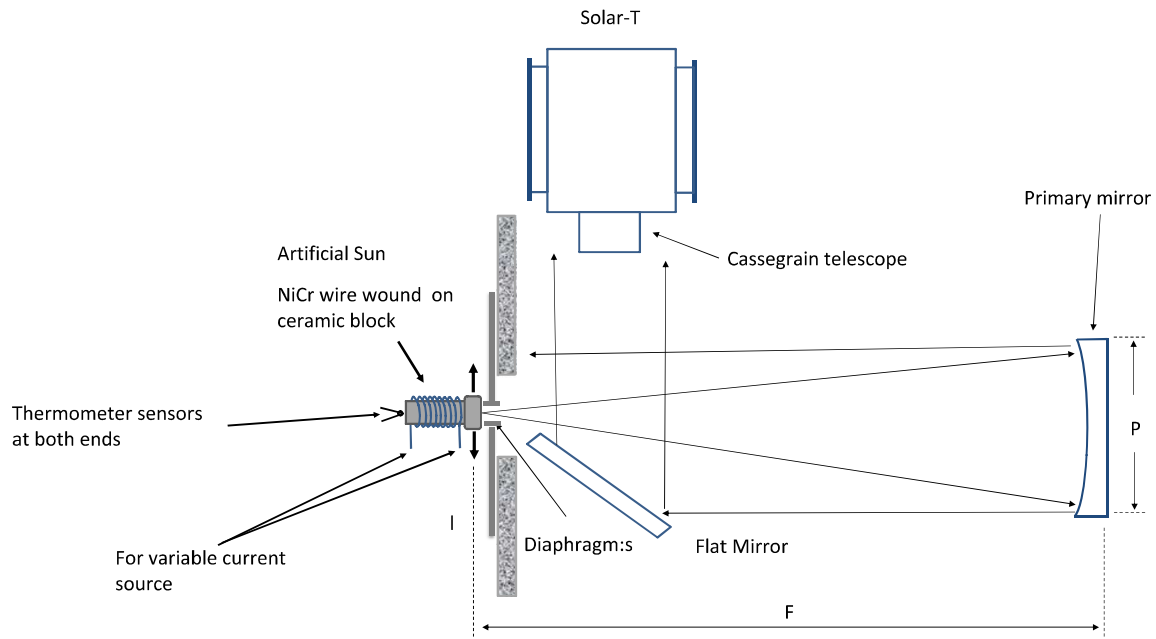 Solar-T
Primary mirror
Artificial Sun
Cassegrain telescope
NiCr wire wound on
ceramic block
Thermometer sensors
at both ends
P
I
Diaphragm:s
Flat Mirror
For variable current
source
F